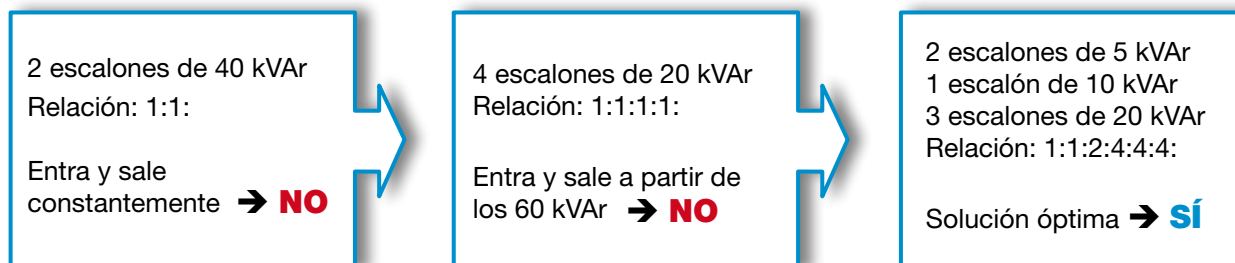 2 escalones de 40 kVAr
Relación: 1:1:
Entra y sale
constantemente ➔ NO
4 escalones de 20 kVAr
Relación: 1:1:1:1:
Entra y sale a partir de
los 60 kVAr ➔ NO
2 escalones de 5 kVAr
1 escalón de 10 kVAr
3 escalones de 20 kVAr
Relación: 1:1:2:4:4:4:
Solución óptima ➔ SÍ